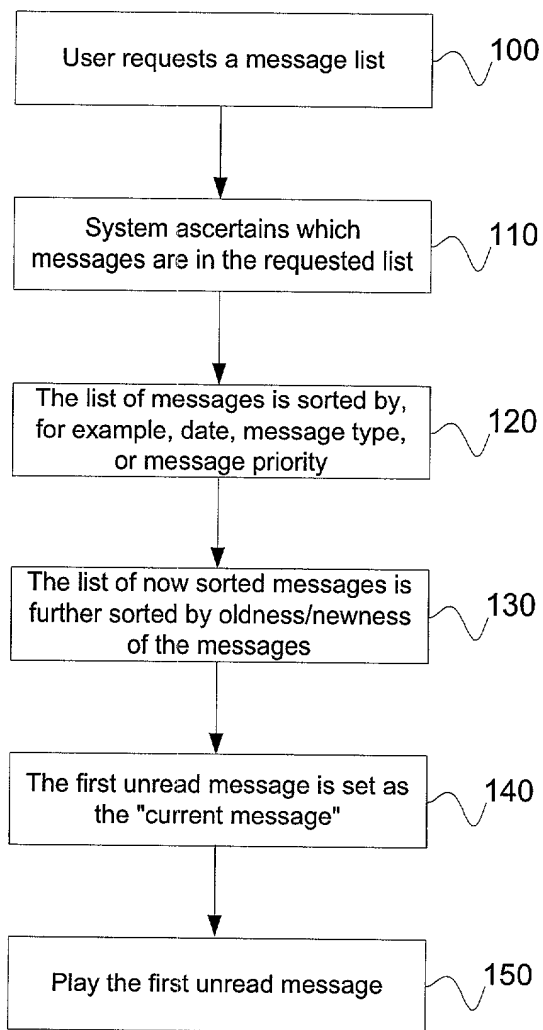 User requests a message list
100
System ascertains which
messages are in the requested list
110
The list of messages is sorted by,
for example, date, message type,
or message priority
120
The list of now sorted messages is
further sorted by oldness/newness
of the messages
130
The first unread message is set as
the "current message"
140
Play the first unread message
150